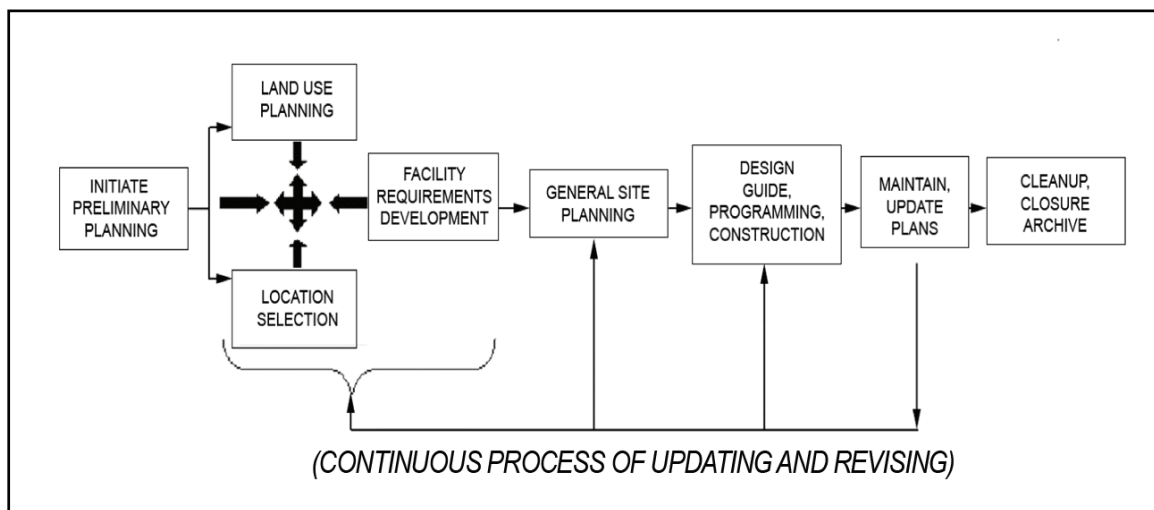 LAND USE
PLANNING
INITIATE
PRELIMINARY
PLANNING
LOCATION
SELECTION
FACILITY
REQUIREMENTS
DEVELOPMENT
GENERAL SITE
PLANNING
DESIGN
GUIDE,
PROGRAMMING,
CONSTRUCTION
MAINTAIN,
UPDATE
PLANS
CLEANUP,
CLOSURE
ARCHIVE
(CONTINUOUS PROCESS OF UPDATING AND REVISING)